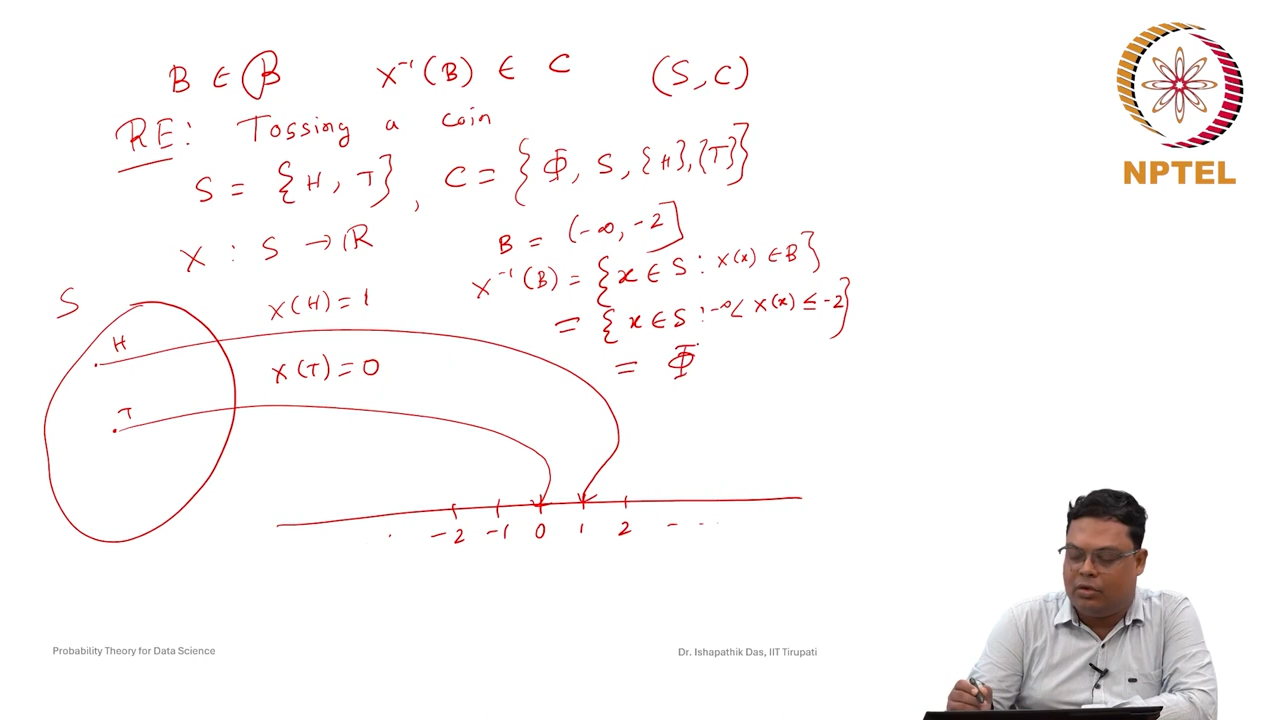 B ∈ 𝓑 X⁻¹(B) ∈ C (S, C)
RE: Tossing a coin
S = {H, T}, C = {Φ, S, {H}, {T}}
X : S → ℝ
B = (-∞, -2]
X⁻¹(B) = {x ∈ S : X(x) ∈ B}
= {x ∈ S : -∞ < X(x) ≤ -2}
= Φ
S
X(H) = 1
H
X(T) = 0
T
-2 -1 0 1 2 - - -
NPTEL
Probability Theory for Data Science
Dr. Ishapathik Das, IIT Tirupati